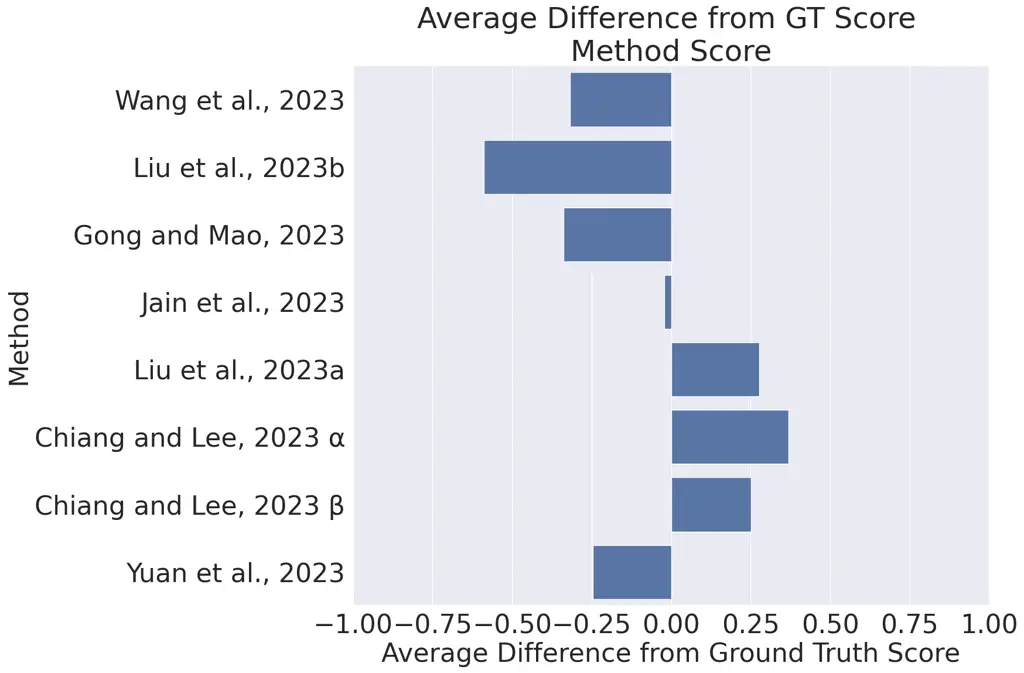 Average Difference from GT Score
Method Score
Wang et al., 2023
Liu et al., 2023b
Gong and Mao, 2023
Jain et al., 2023
Liu et al., 2023a
Chiang and Lee, 2023 α
Chiang and Lee, 2023 β
Yuan et al., 2023
Method
−1.00−0.75−0.50−0.25 0.00 0.25 0.50 0.75 1.00
Average Difference from Ground Truth Score